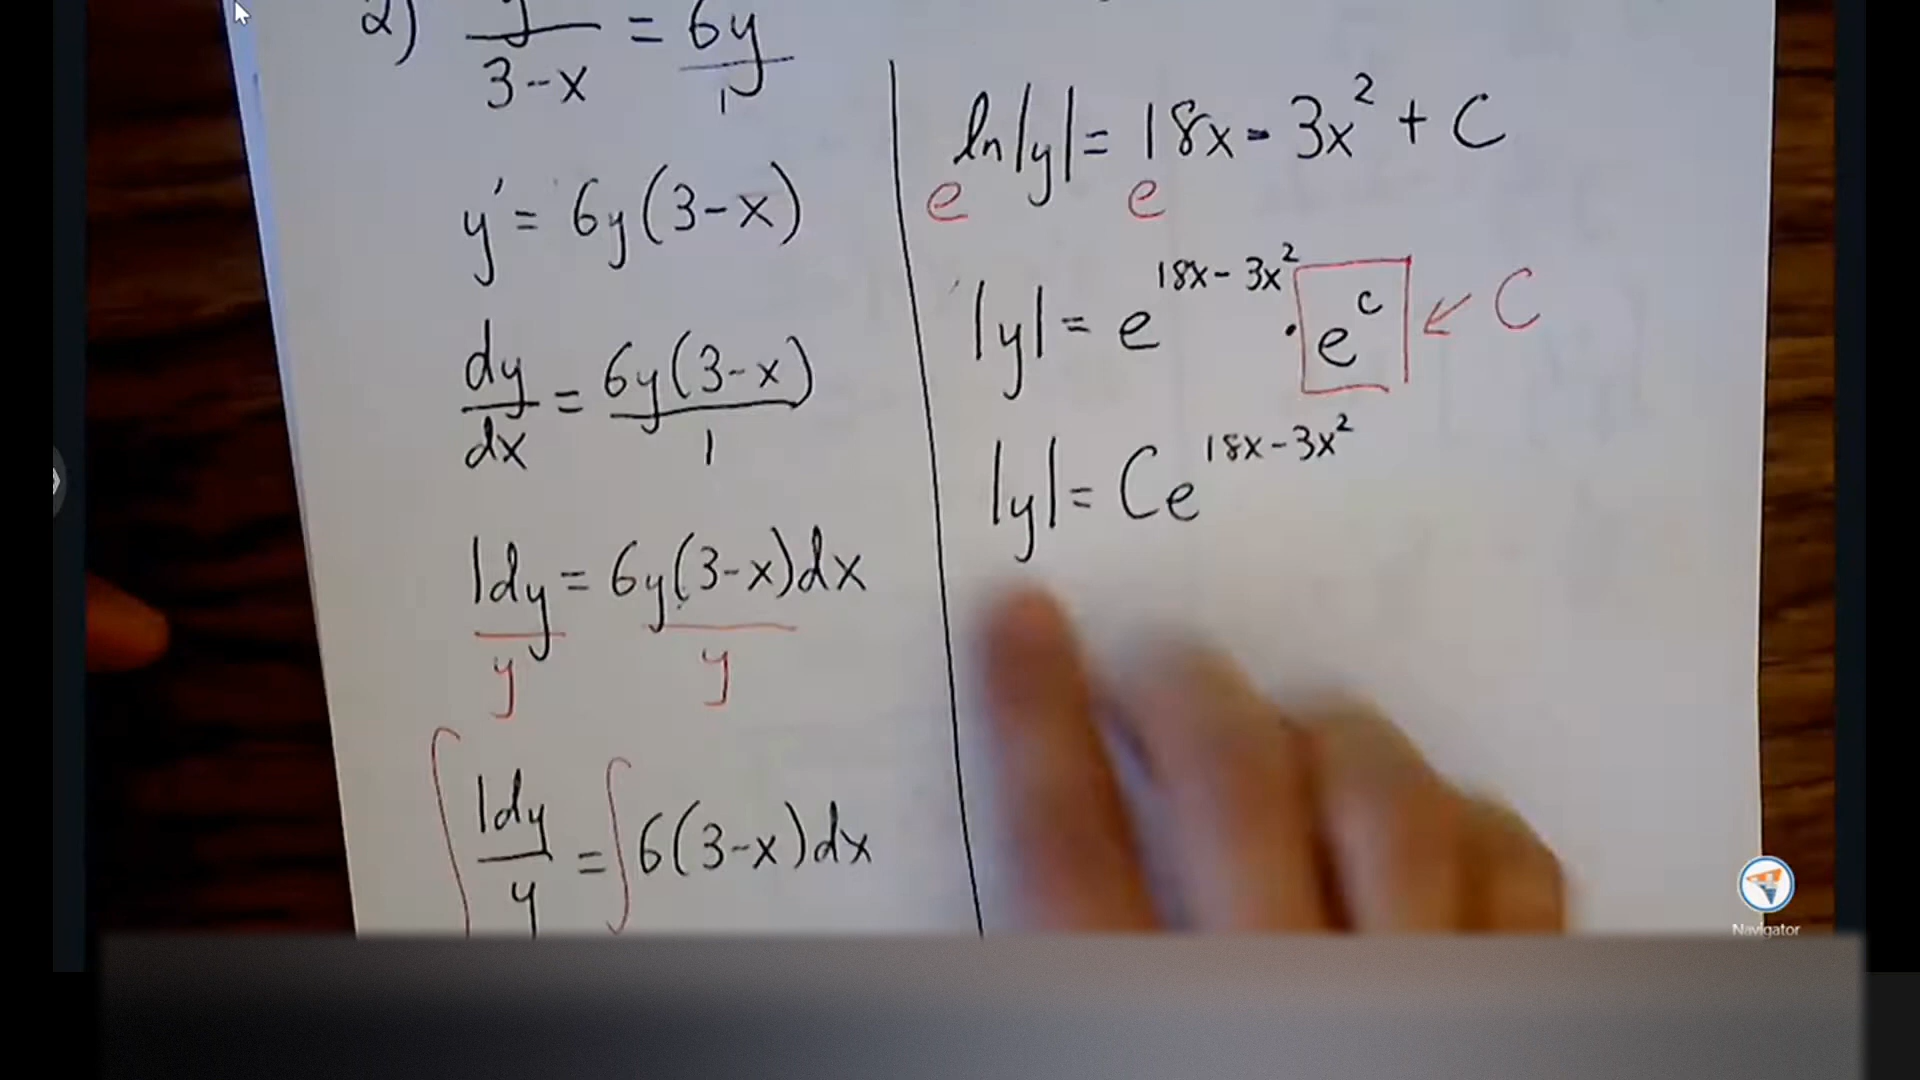 2) y'/(3-x) = 6y/1
y' = 6y(3-x)
dy/dx = 6y(3-x)/1
1dy/y = 6y(3-x)dx/y
∫ 1dy/y = ∫ 6(3-x)dx
ln|y| = 18x - 3x² + C
e e
|y| = e^(18x - 3x²) · e^c ← C
|y| = Ce^(18x - 3x²)
Navigator